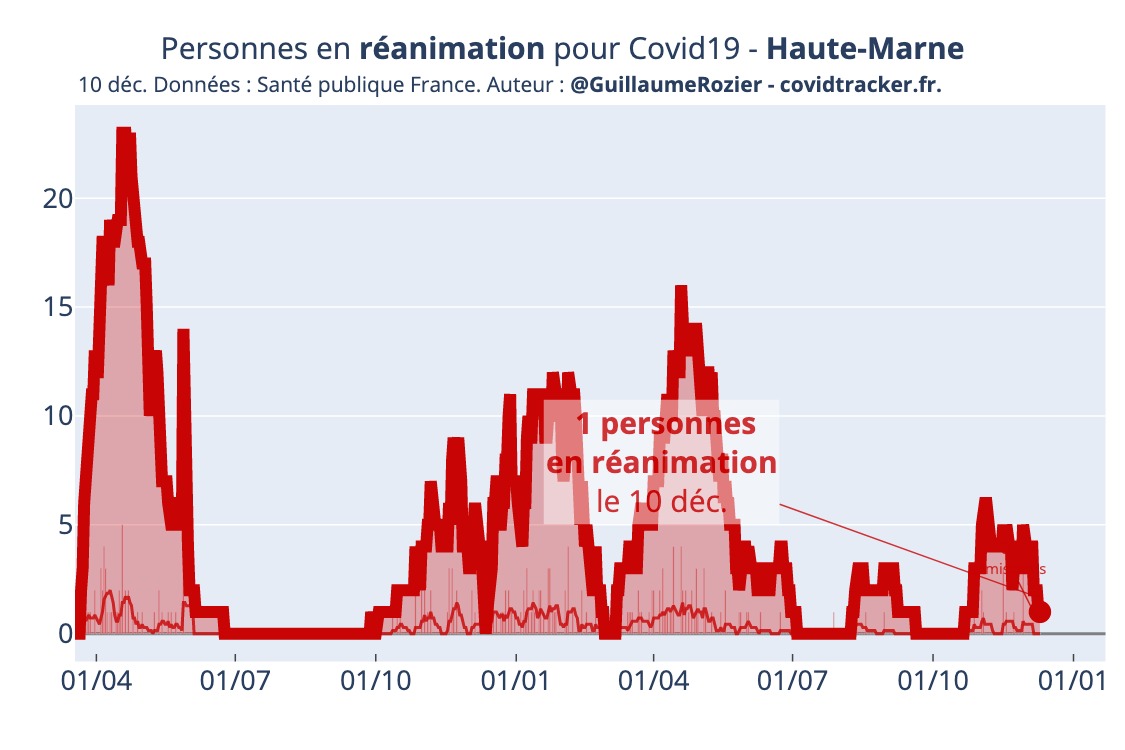 Personnes en réanimation pour Covid19 - Haute-Marne
10 déc. Données : Santé publique France. Auteur : @GuillaumeRozier - covidtracker.fr.
20
15
10
5
0
1 personnes
en réanimation
le 10 déc.
01/04
01/07
01/10
01/01
01/04
01/07
01/10
01/01